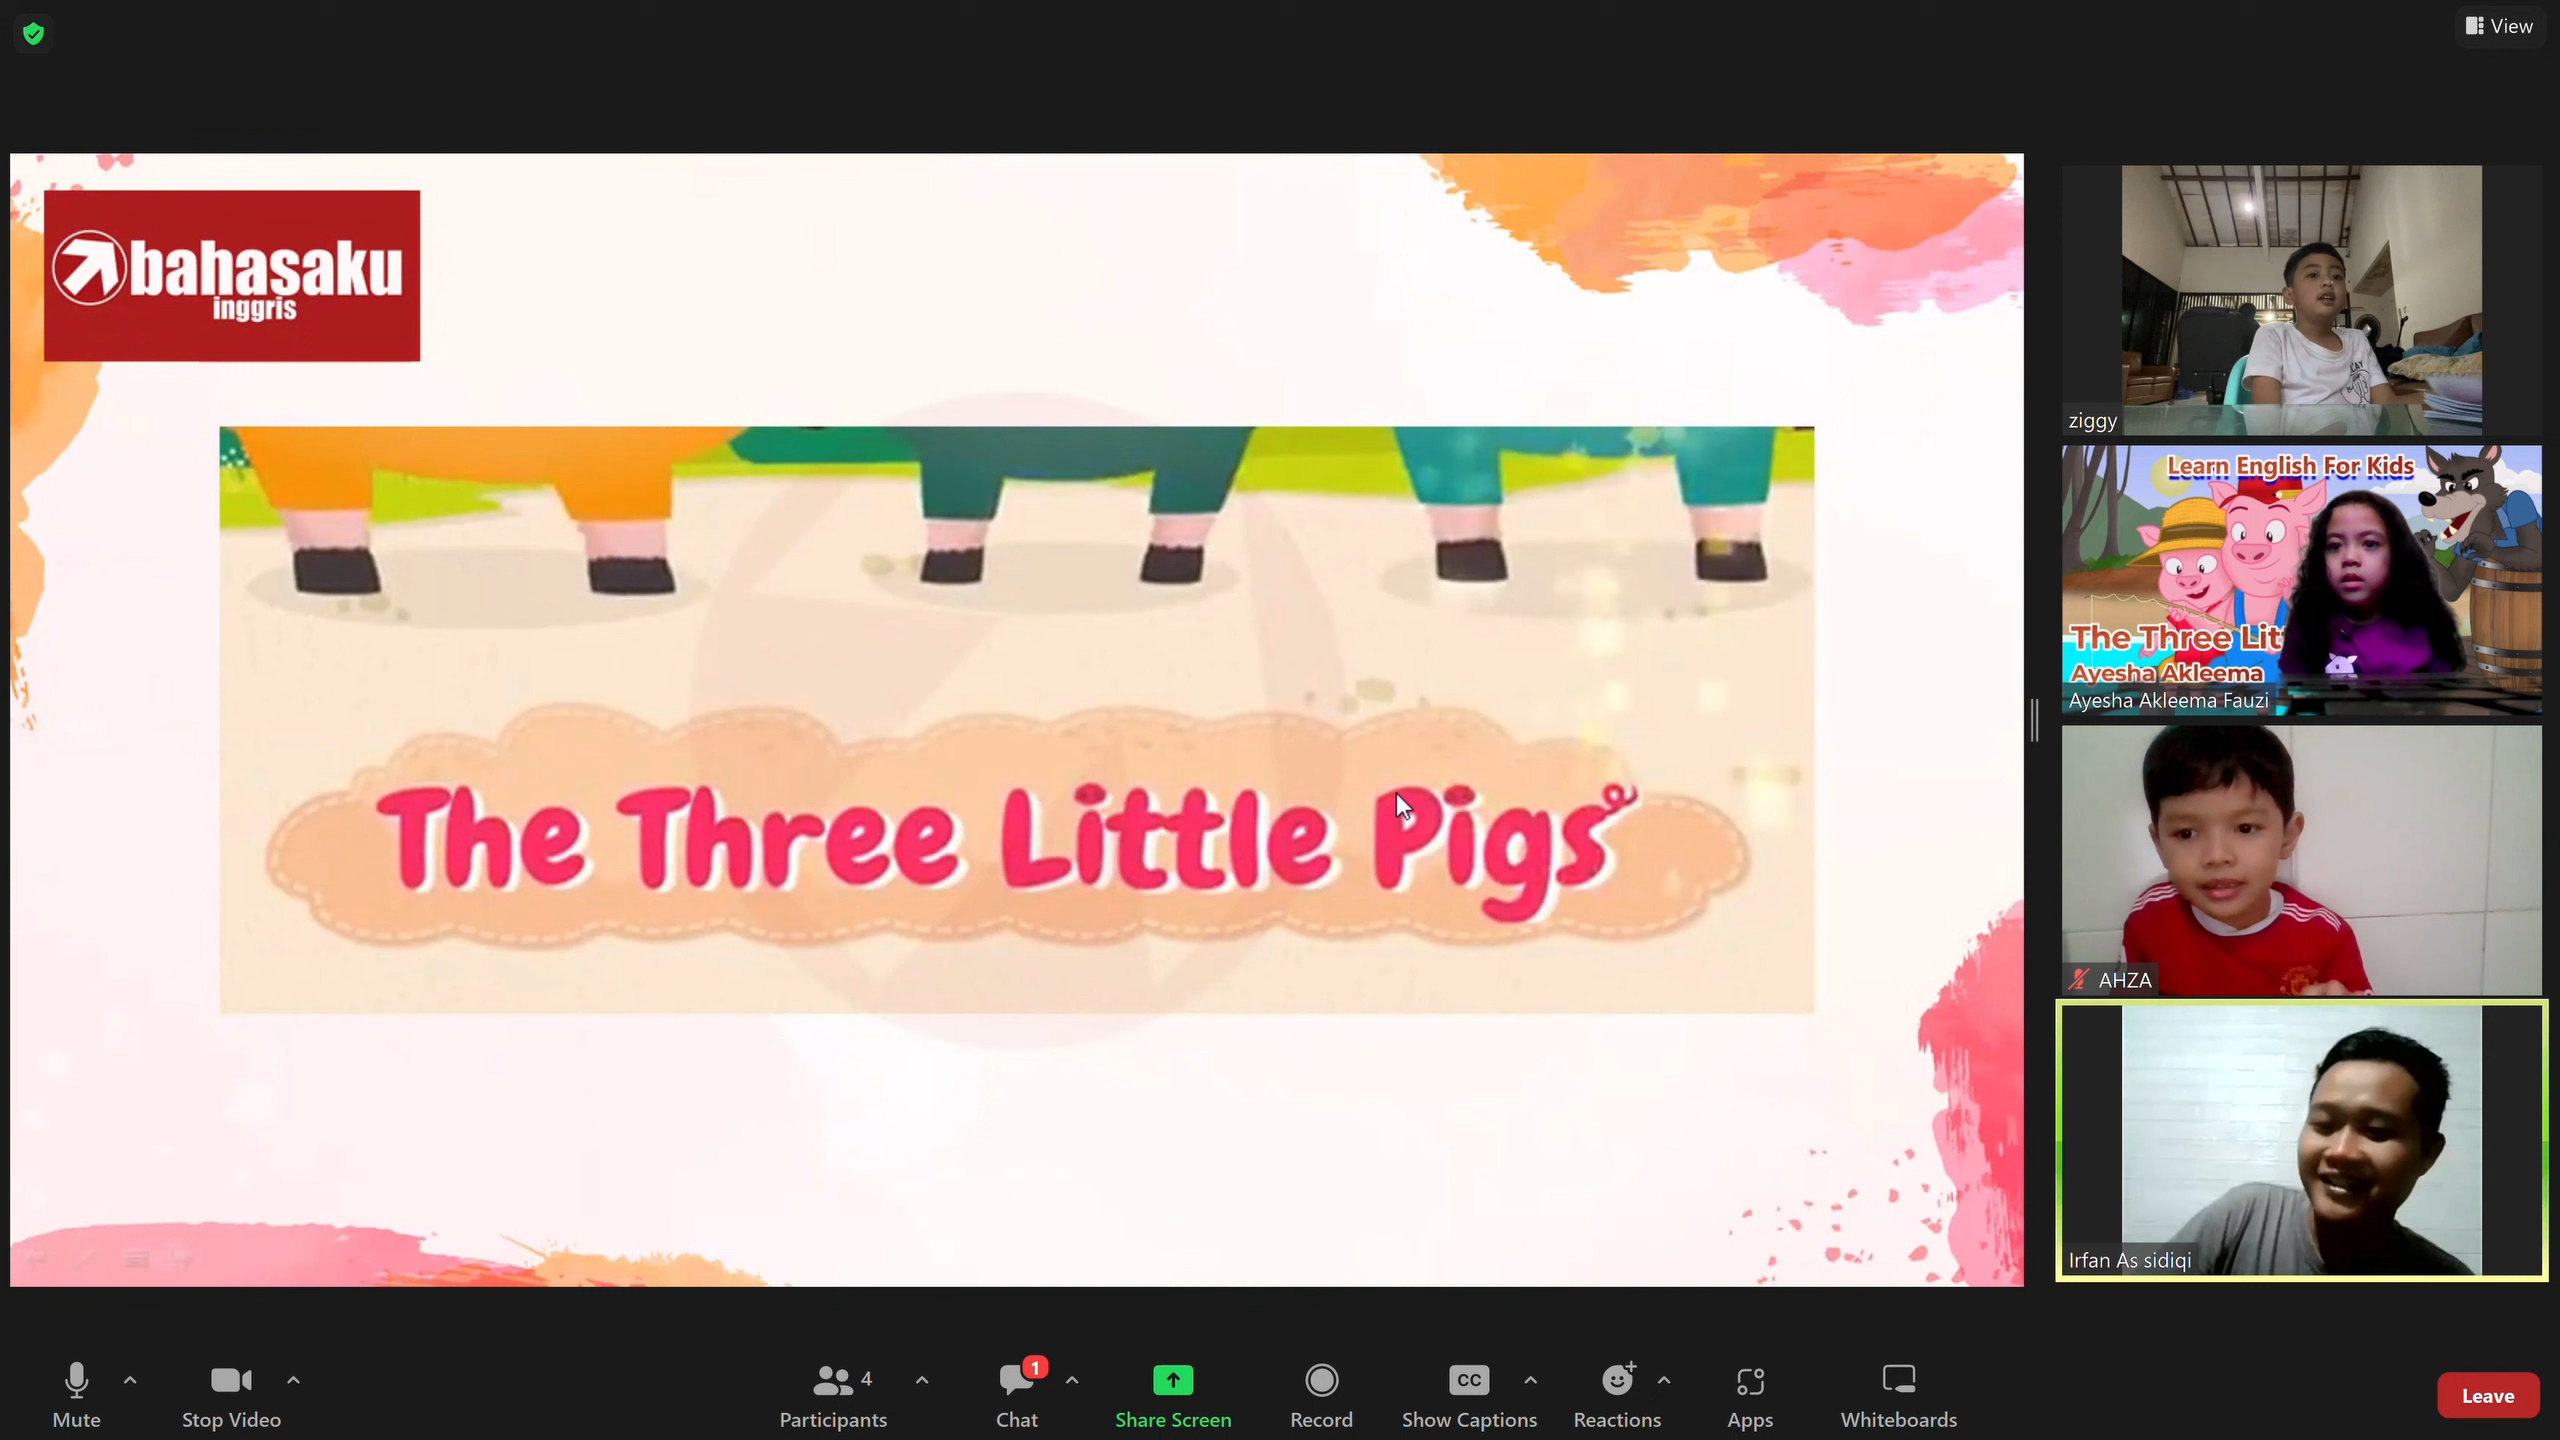 View
bahasaku
inggris
The Three Little Pigs
ziggy
Learn English For Kids
The Three Lit
Ayesha Akleema
Ayesha Akleema Fauzi
AHZA
Irfan As sidiqi
Mute
Stop Video
4
Participants
1
Chat
Share Screen
Record
CC
Show Captions
Reactions
Apps
Whiteboards
Leave